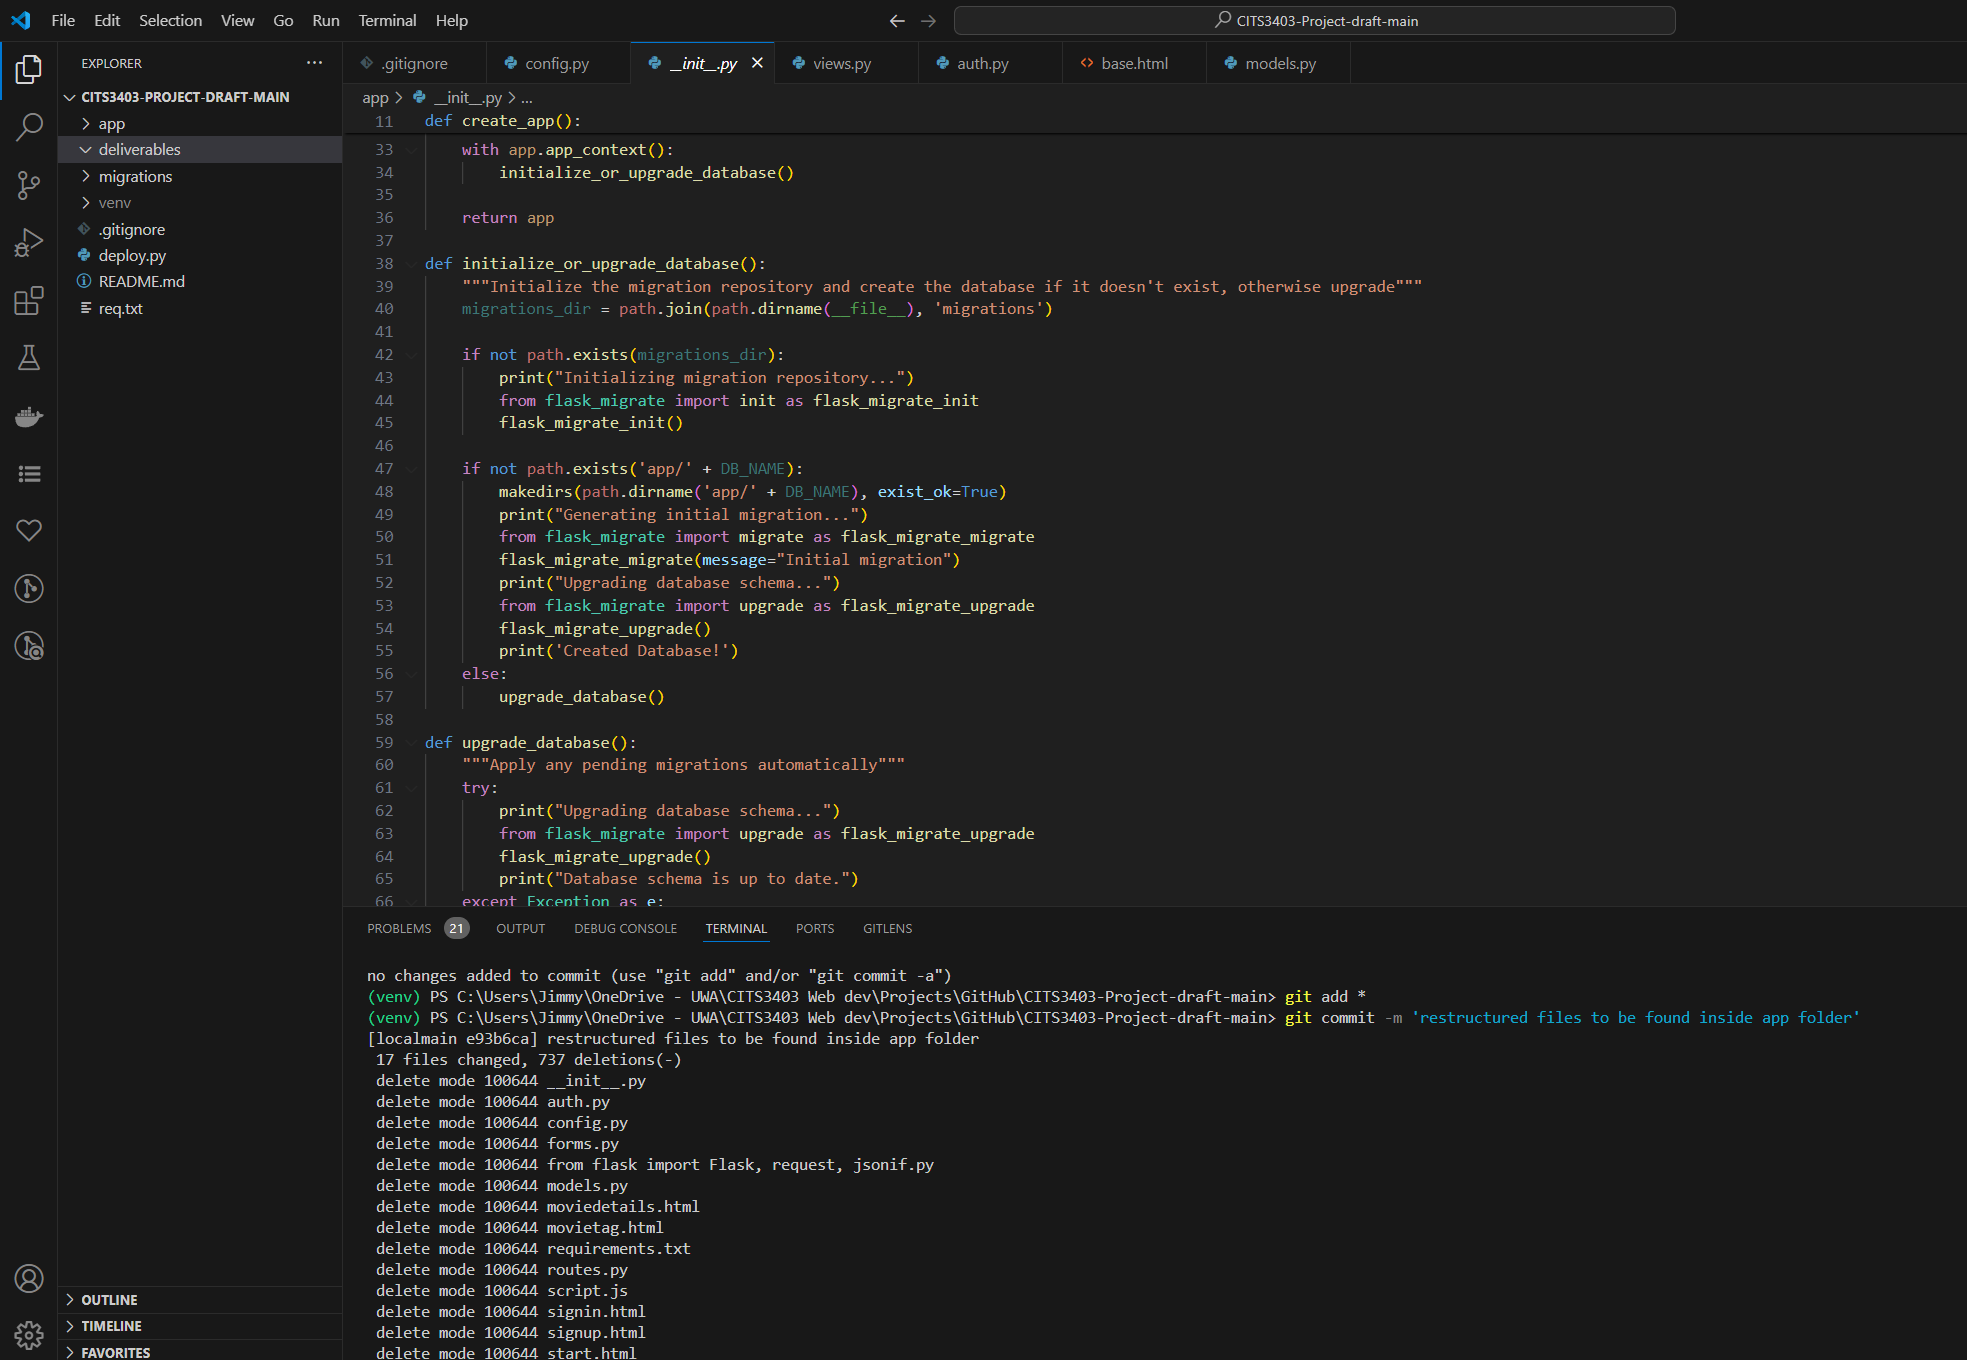 File Edit Selection View Go Run Terminal Help
CITS3403-Project-draft-main
EXPLORER
CITS3403-PROJECT-DRAFT-MAIN
app
deliverables
migrations
venv
.gitignore
deploy.py
README.md
req.txt
OUTLINE
TIMELINE
FAVORITES
.gitignore config.py __init__.py views.py auth.py base.html models.py
app > __init__.py > ...
11 def create_app():
33 with app.app_context():
34 initialize_or_upgrade_database()
35
36 return app
37
38 def initialize_or_upgrade_database():
39 """Initialize the migration repository and create the database if it doesn't exist, otherwise upgrade"""
40 migrations_dir = path.join(path.dirname(__file__), 'migrations')
41
42 if not path.exists(migrations_dir):
43 print("Initializing migration repository...")
44 from flask_migrate import init as flask_migrate_init
45 flask_migrate_init()
46
47 if not path.exists('app/' + DB_NAME):
48 makedirs(path.dirname('app/' + DB_NAME), exist_ok=True)
49 print("Generating initial migration...")
50 from flask_migrate import migrate as flask_migrate_migrate
51 flask_migrate_migrate(message="Initial migration")
52 print("Upgrading database schema...")
53 from flask_migrate import upgrade as flask_migrate_upgrade
54 flask_migrate_upgrade()
55 print('Created Database!')
56 else:
57 upgrade_database()
58
59 def upgrade_database():
60 """Apply any pending migrations automatically"""
61 try:
62 print("Upgrading database schema...")
63 from flask_migrate import upgrade as flask_migrate_upgrade
64 flask_migrate_upgrade()
65 print("Database schema is up to date.")
66 except Exception as e:
PROBLEMS 21 OUTPUT DEBUG CONSOLE TERMINAL PORTS GITLENS
no changes added to commit (use "git add" and/or "git commit -a")
(venv) PS C:\Users\Jimmy\OneDrive - UWA\CITS3403 Web dev\Projects\GitHub\CITS3403-Project-draft-main> git add *
(venv) PS C:\Users\Jimmy\OneDrive - UWA\CITS3403 Web dev\Projects\GitHub\CITS3403-Project-draft-main> git commit -m 'restructured files to be found inside app folder'
[localmain e93b6ca] restructured files to be found inside app folder
17 files changed, 737 deletions(-)
delete mode 100644 __init__.py
delete mode 100644 auth.py
delete mode 100644 config.py
delete mode 100644 forms.py
delete mode 100644 from flask import Flask, request, jsonif.py
delete mode 100644 models.py
delete mode 100644 moviedetails.html
delete mode 100644 movietag.html
delete mode 100644 requirements.txt
delete mode 100644 routes.py
delete mode 100644 script.js
delete mode 100644 signin.html
delete mode 100644 signup.html
delete mode 100644 start.html